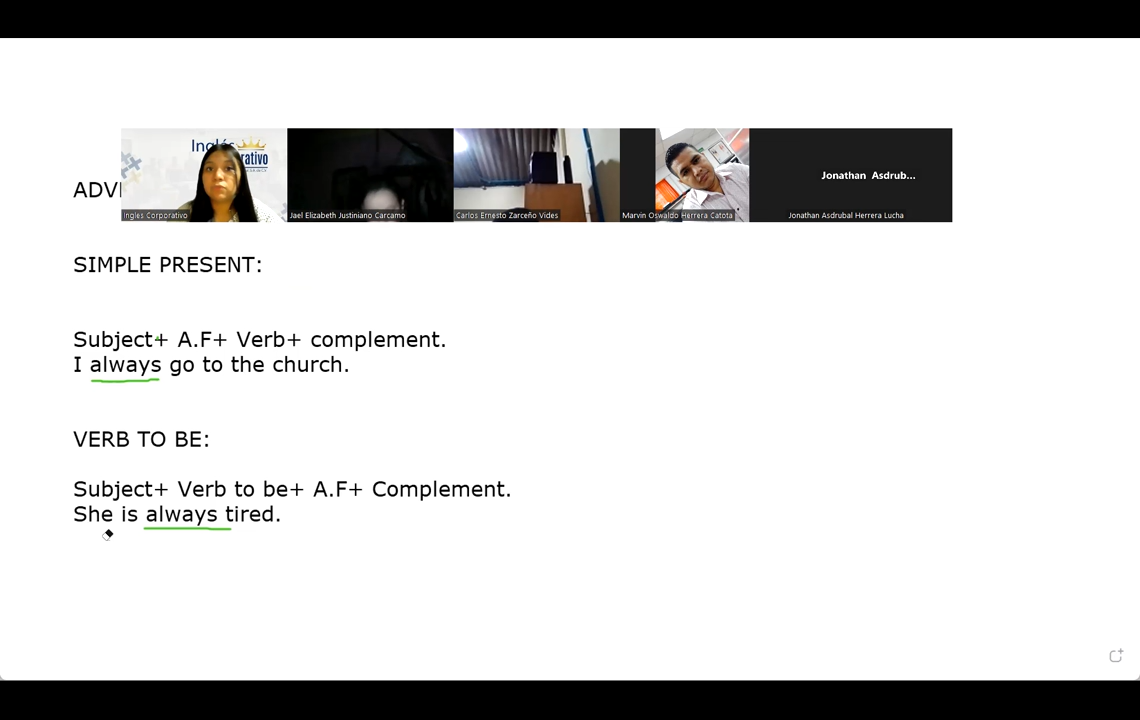 Inglés
rativo
ADV
Jonathan Asdrub...
Ingles Corporativo
Jael Elizabeth Justiniano Carcamo
Carlos Ernesto Zarceño Vides
Marvin Oswaldo Herrera Catota
Jonathan Asdrubal Herrera Lucha
SIMPLE PRESENT:
Subject+ A.F+ Verb+ complement.
I always go to the church.
VERB TO BE:
Subject+ Verb to be+ A.F+ Complement.
She is always tired.